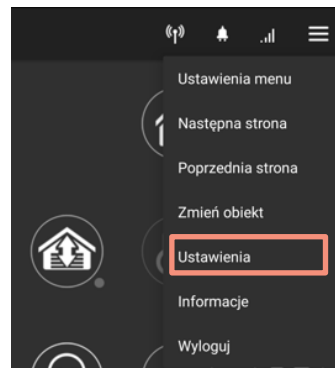 Ustawienia menu
Następna strona
Poprzednia strona
Zmień obiekt
Ustawienia
Informacje
Wyloguj